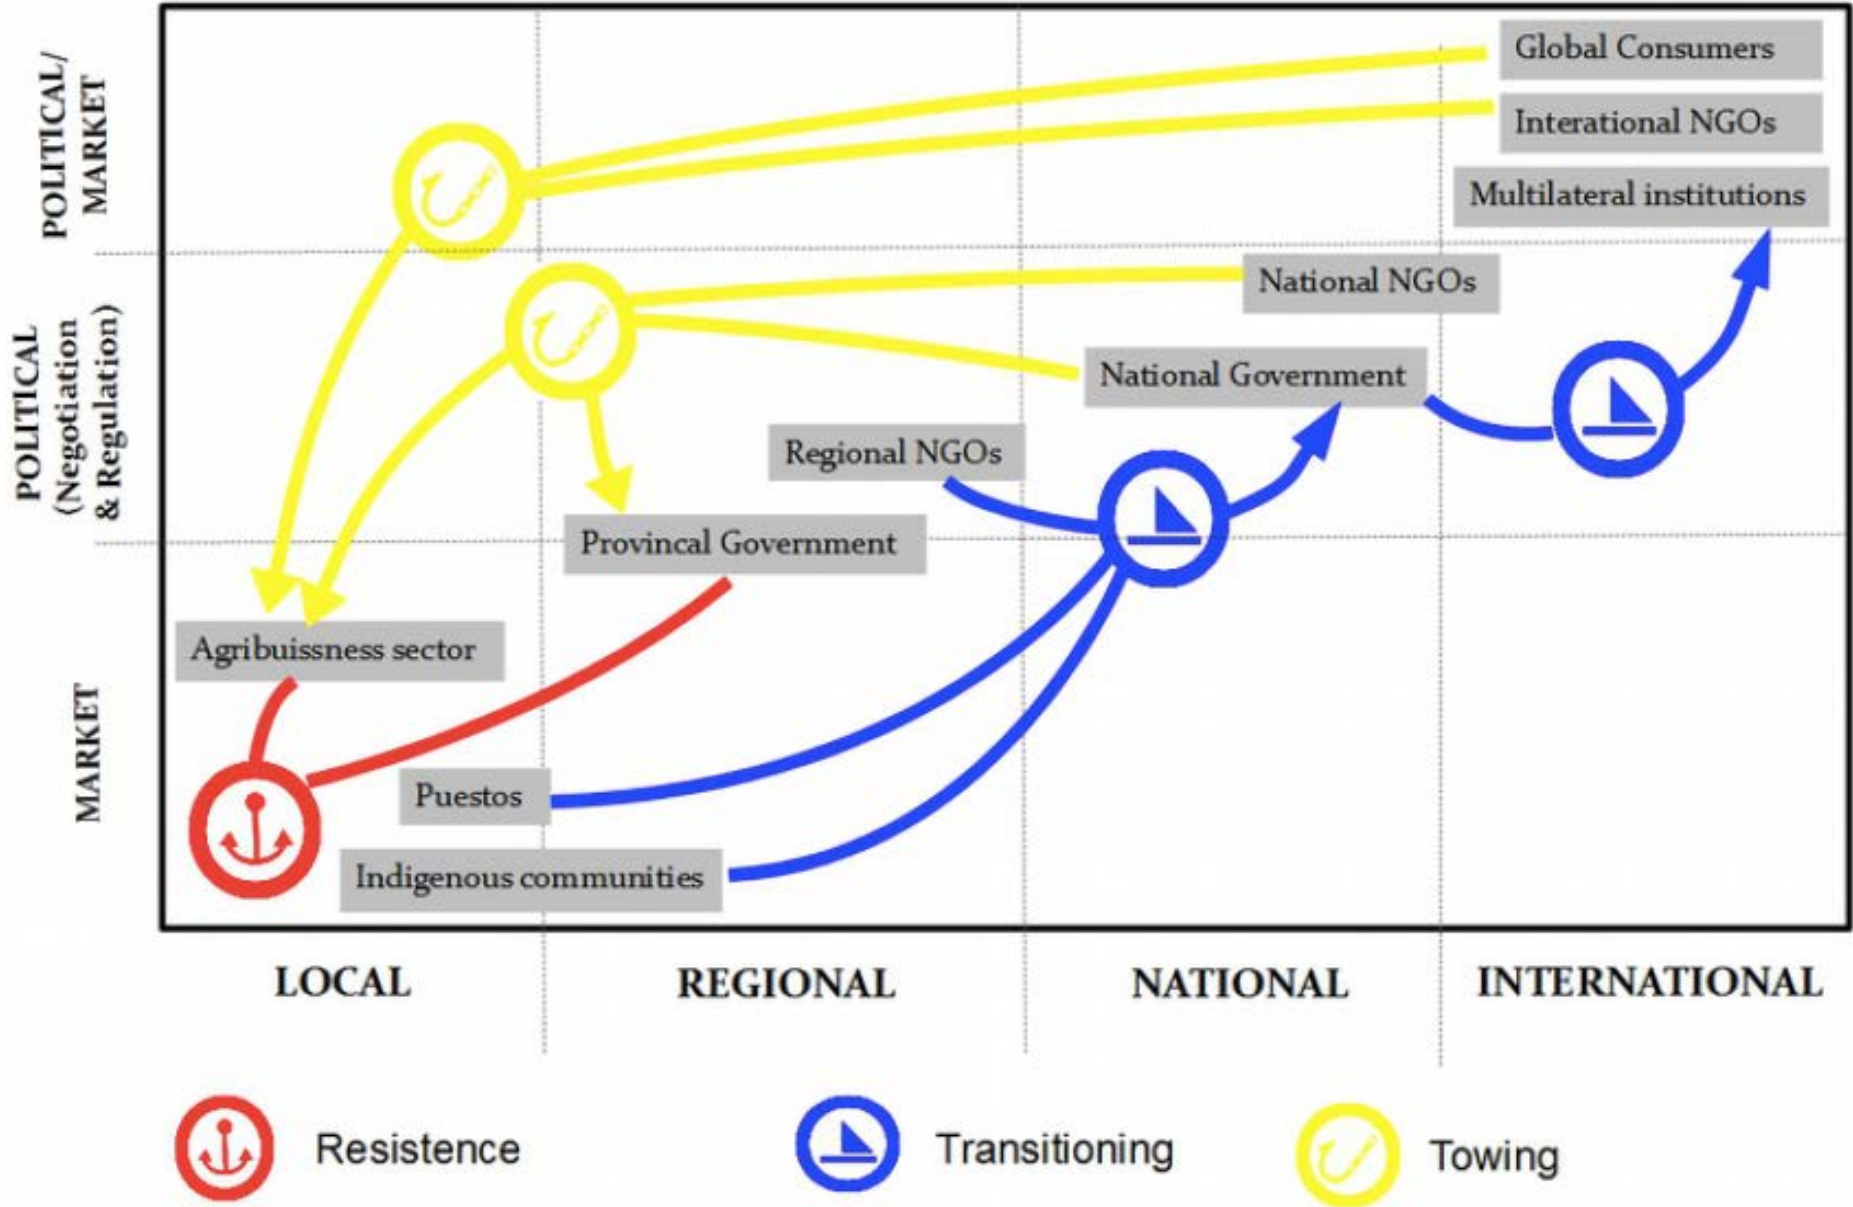 POLITICAL/
MARKET
Global Consumers
Interational NGOs
Multilateral institutions
POLITICAL
(Negotiation
& Regulation)
National NGOs
National Government
Regional NGOs
Provincal Government
MARKET
Agribuissness sector
Puestos
Indigenous communities
LOCAL
REGIONAL
NATIONAL
INTERNATIONAL
Resistence
Transitioning
Towing